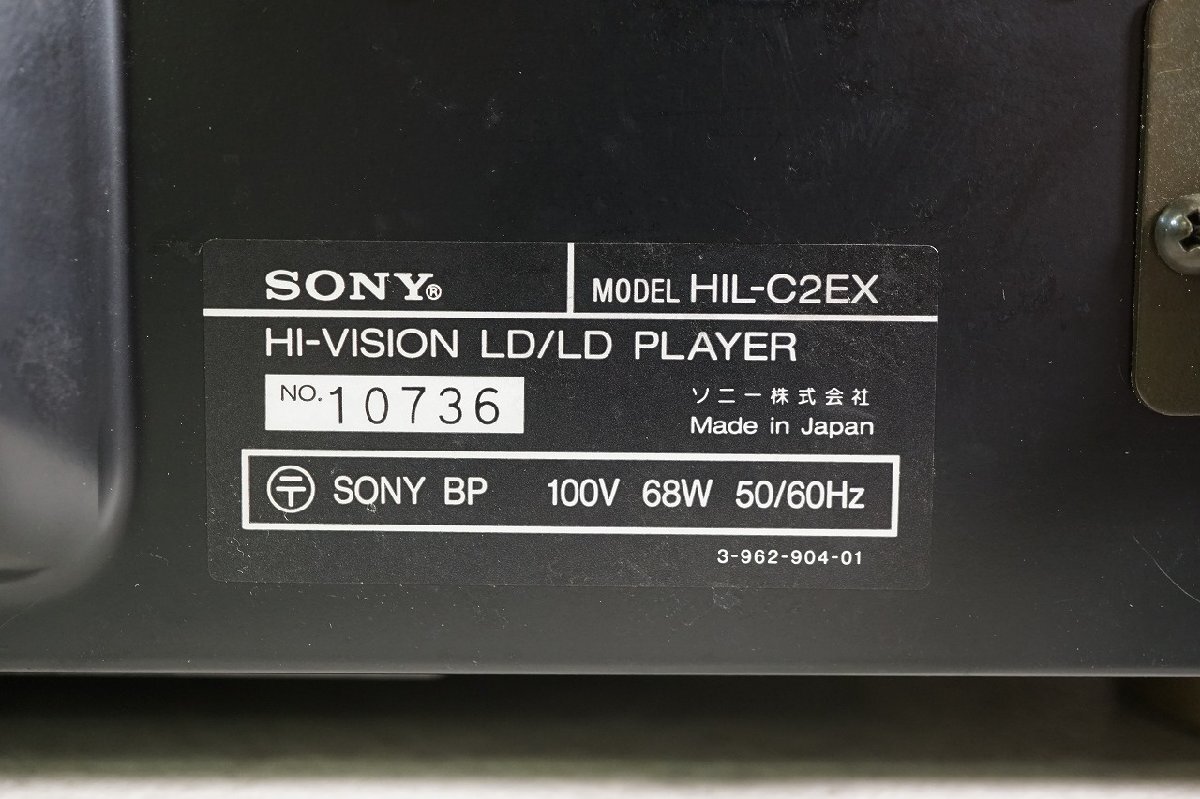 SONY® MODEL HIL-C2EX
HI-VISION LD/LD PLAYER
NO. 10736
ソニー株式会社
Made in Japan
〶 SONY BP 100V 68W 50/60Hz
3-962-904-01